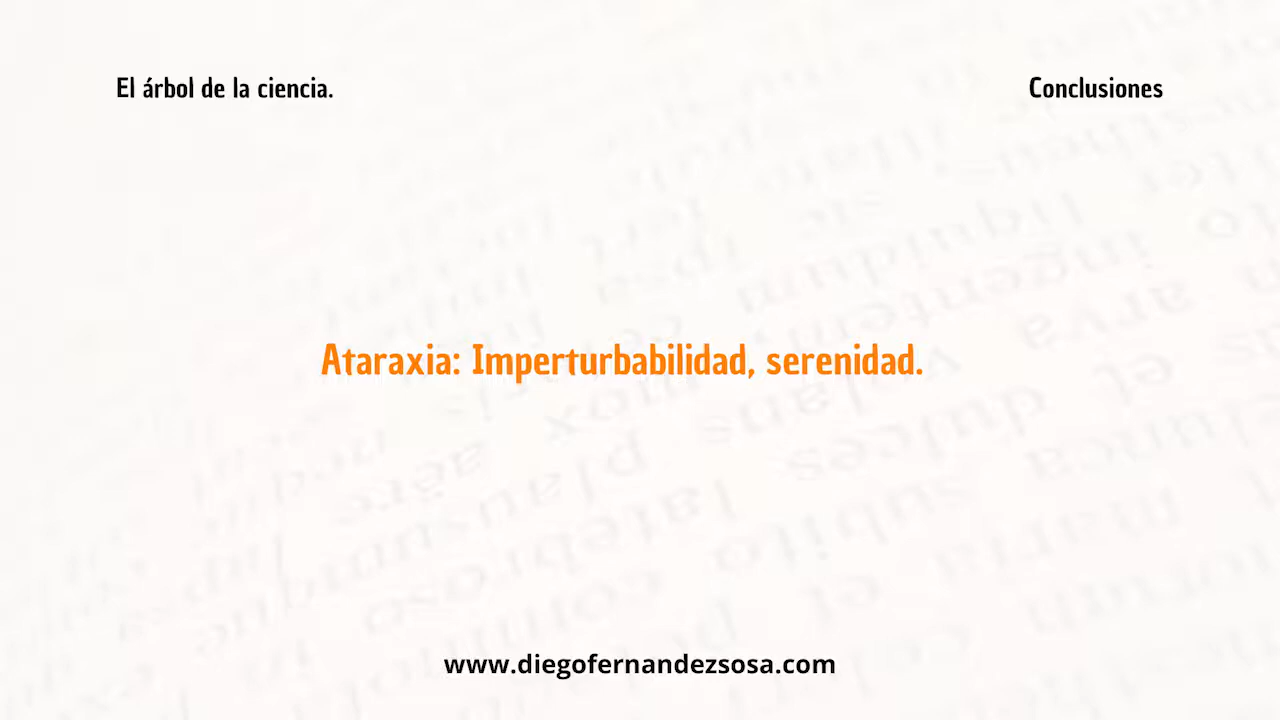 El árbol de la ciencia.
Conclusiones
Ataraxia: Imperturbabilidad, serenidad.
www.diegofernandezsosa.com